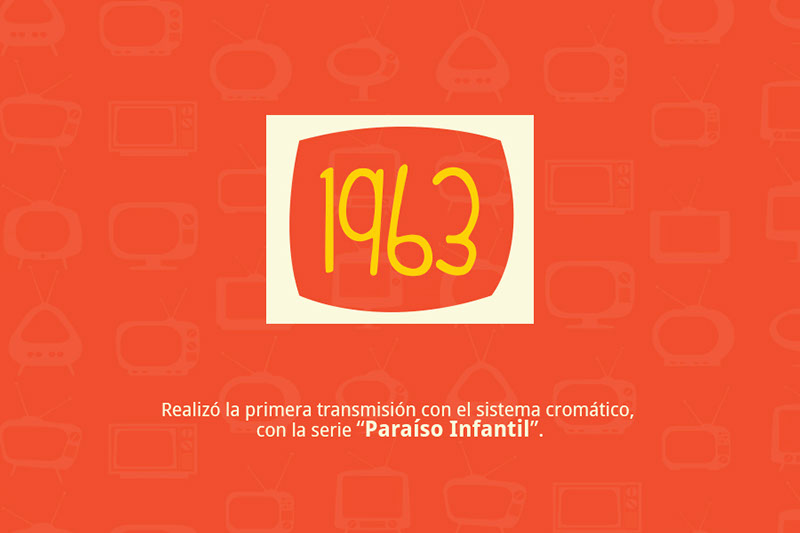 1963
Realizó la primera transmisión con el sistema cromático,
con la serie “Paraíso Infantil”.